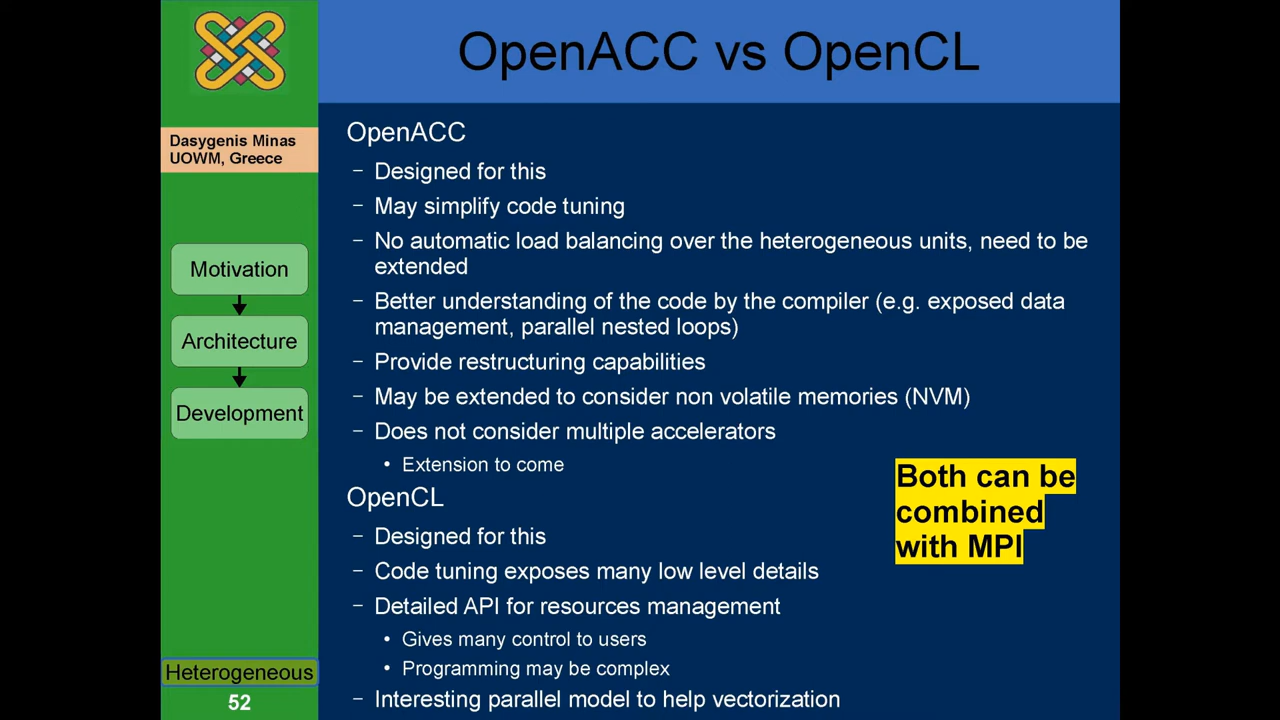 OpenACC vs OpenCL
Dasygenis Minas
UOWM, Greece
Motivation
Architecture
Development
Heterogeneous
52
OpenACC
– Designed for this
– May simplify code tuning
– No automatic load balancing over the heterogeneous units, need to be
extended
– Better understanding of the code by the compiler (e.g. exposed data
management, parallel nested loops)
– Provide restructuring capabilities
– May be extended to consider non volatile memories (NVM)
– Does not consider multiple accelerators
• Extension to come
OpenCL
– Designed for this
– Code tuning exposes many low level details
– Detailed API for resources management
• Gives many control to users
• Programming may be complex
– Interesting parallel model to help vectorization
Both can be
combined
with MPI